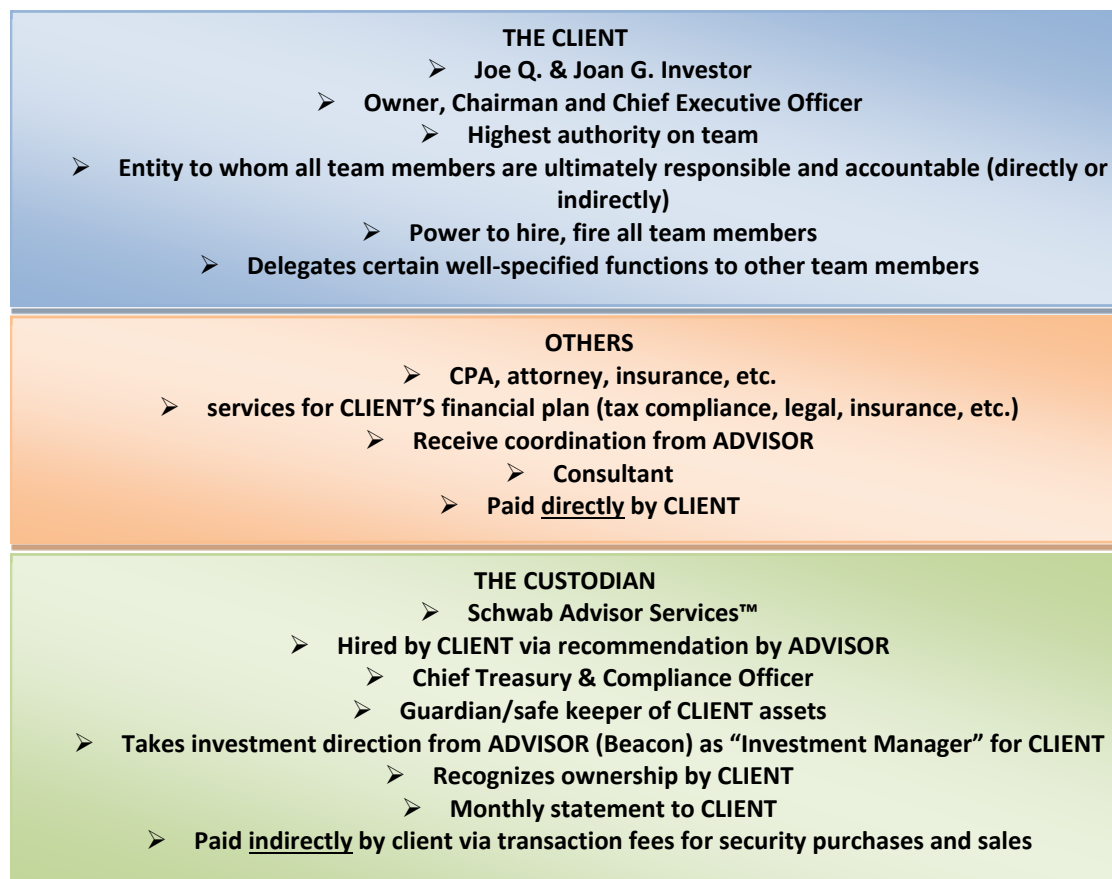 THE CLIENT
➢ Joe Q. & Joan G. Investor
➢ Owner, Chairman and Chief Executive Officer
➢ Highest authority on team
➢ Entity to whom all team members are ultimately responsible and accountable (directly or
indirectly)
➢ Power to hire, fire all team members
➢ Delegates certain well-specified functions to other team members
OTHERS
➢ CPA, attorney, insurance, etc.
➢ services for CLIENT’S financial plan (tax compliance, legal, insurance, etc.)
➢ Receive coordination from ADVISOR
➢ Consultant
➢ Paid directly by CLIENT
THE CUSTODIAN
➢ Schwab Advisor Services™
➢ Hired by CLIENT via recommendation by ADVISOR
➢ Chief Treasury & Compliance Officer
➢ Guardian/safe keeper of CLIENT assets
➢ Takes investment direction from ADVISOR (Beacon) as “Investment Manager” for CLIENT
➢ Recognizes ownership by CLIENT
➢ Monthly statement to CLIENT
➢ Paid indirectly by client via transaction fees for security purchases and sales